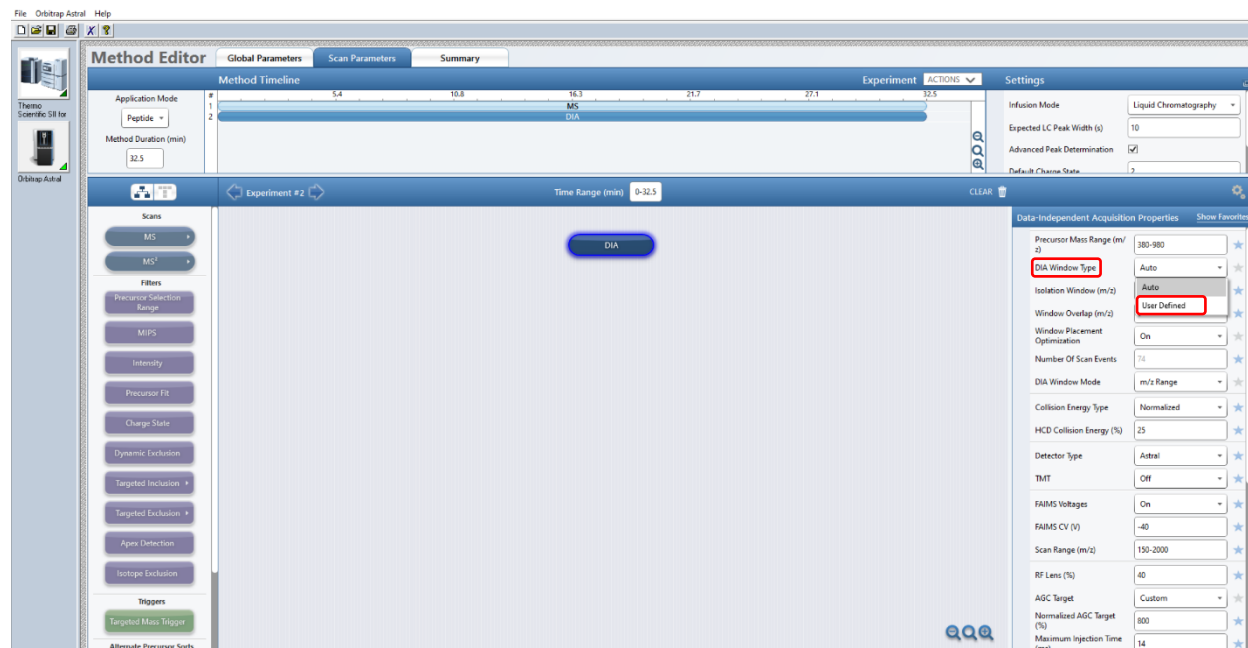 File Orbitrap Astral Help
Method Editor
Global Parameters
Scan Parameters
Summary
Thermo
Scientific SII for
Orbitrap Astral
Method Timeline
Experiment
ACTIONS
Settings
Application Mode
Peptide
Method Duration (min)
32.5
# 5.4 10.8 16.3 21.7 27.1 32.5
1 MS
2 DIA
Infusion Mode Liquid Chromatography
Expected LC Peak Width (s) 10
Advanced Peak Determination
Default Charge State 2
Experiment #2
Time Range (min) 0-32.5
CLEAR
Scans
MS
MS²
Filters
Precursor Selection
Range
MIPS
Intensity
Precursor Fit
Charge State
Dynamic Exclusion
Targeted Inclusion
Targeted Exclusion
Apex Detection
Isotope Exclusion
Triggers
Targeted Mass Trigger
Alternate Precursor Sorts
DIA
Data-Independent Acquisition Properties Show Favorites
Precursor Mass Range (m/
z) 380-980
DIA Window Type Auto
Isolation Window (m/z) Auto
User Defined
Window Overlap (m/z)
Window Placement
Optimization On
Number Of Scan Events 74
DIA Window Mode m/z Range
Collision Energy Type Normalized
HCD Collision Energy (%) 25
Detector Type Astral
TMT Off
FAIMS Voltages On
FAIMS CV (V) -40
Scan Range (m/z) 150-2000
RF Lens (%) 40
AGC Target Custom
Normalized AGC Target
(%) 800
Maximum Injection Time
14